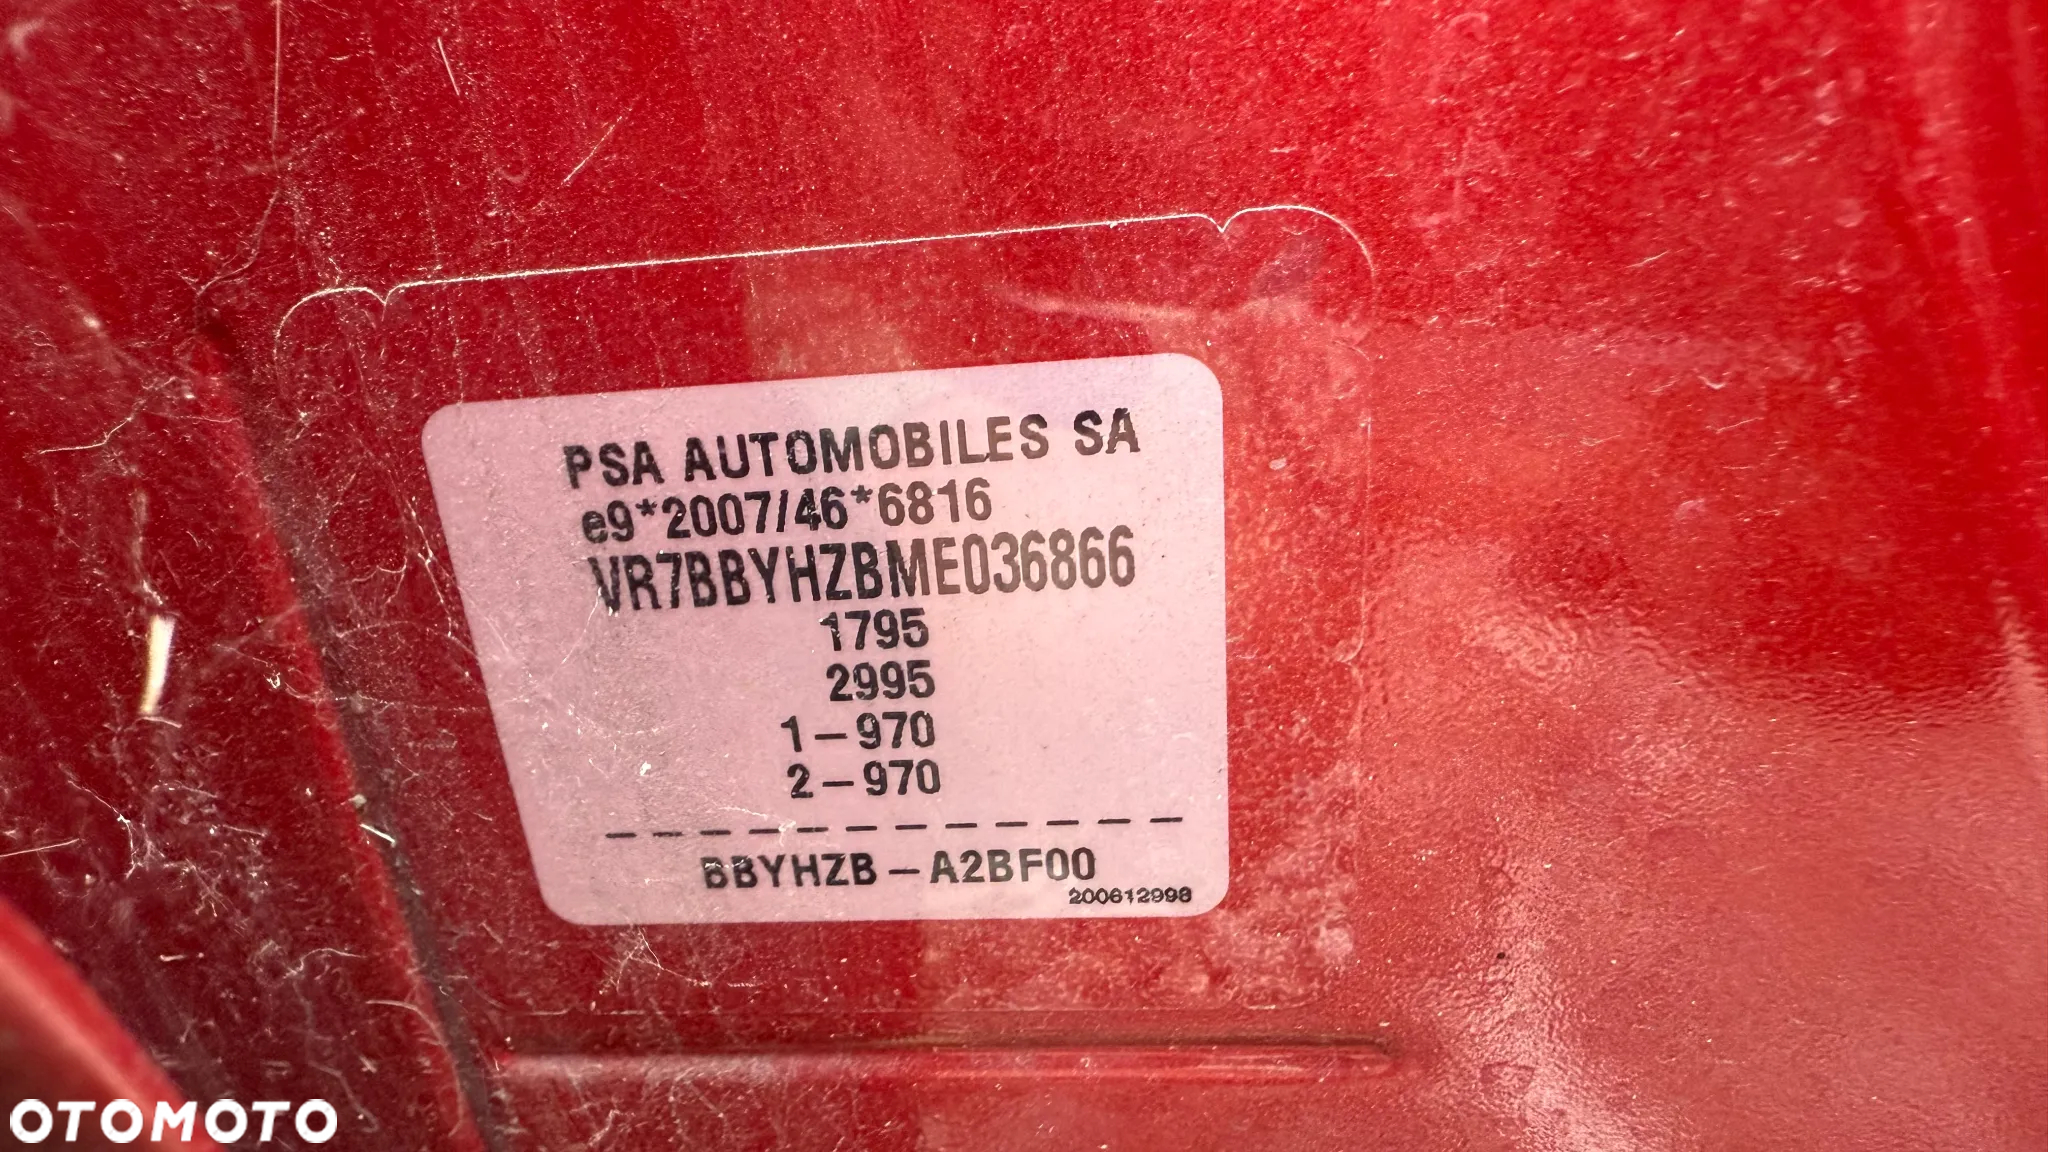 PSA AUTOMOBILES SA
e9*2007/46*6816
VR7BBYHZBME036866
1795
2995
1-970
2-970
BBYHZB-A2BF00
200612998
OTOMOTO